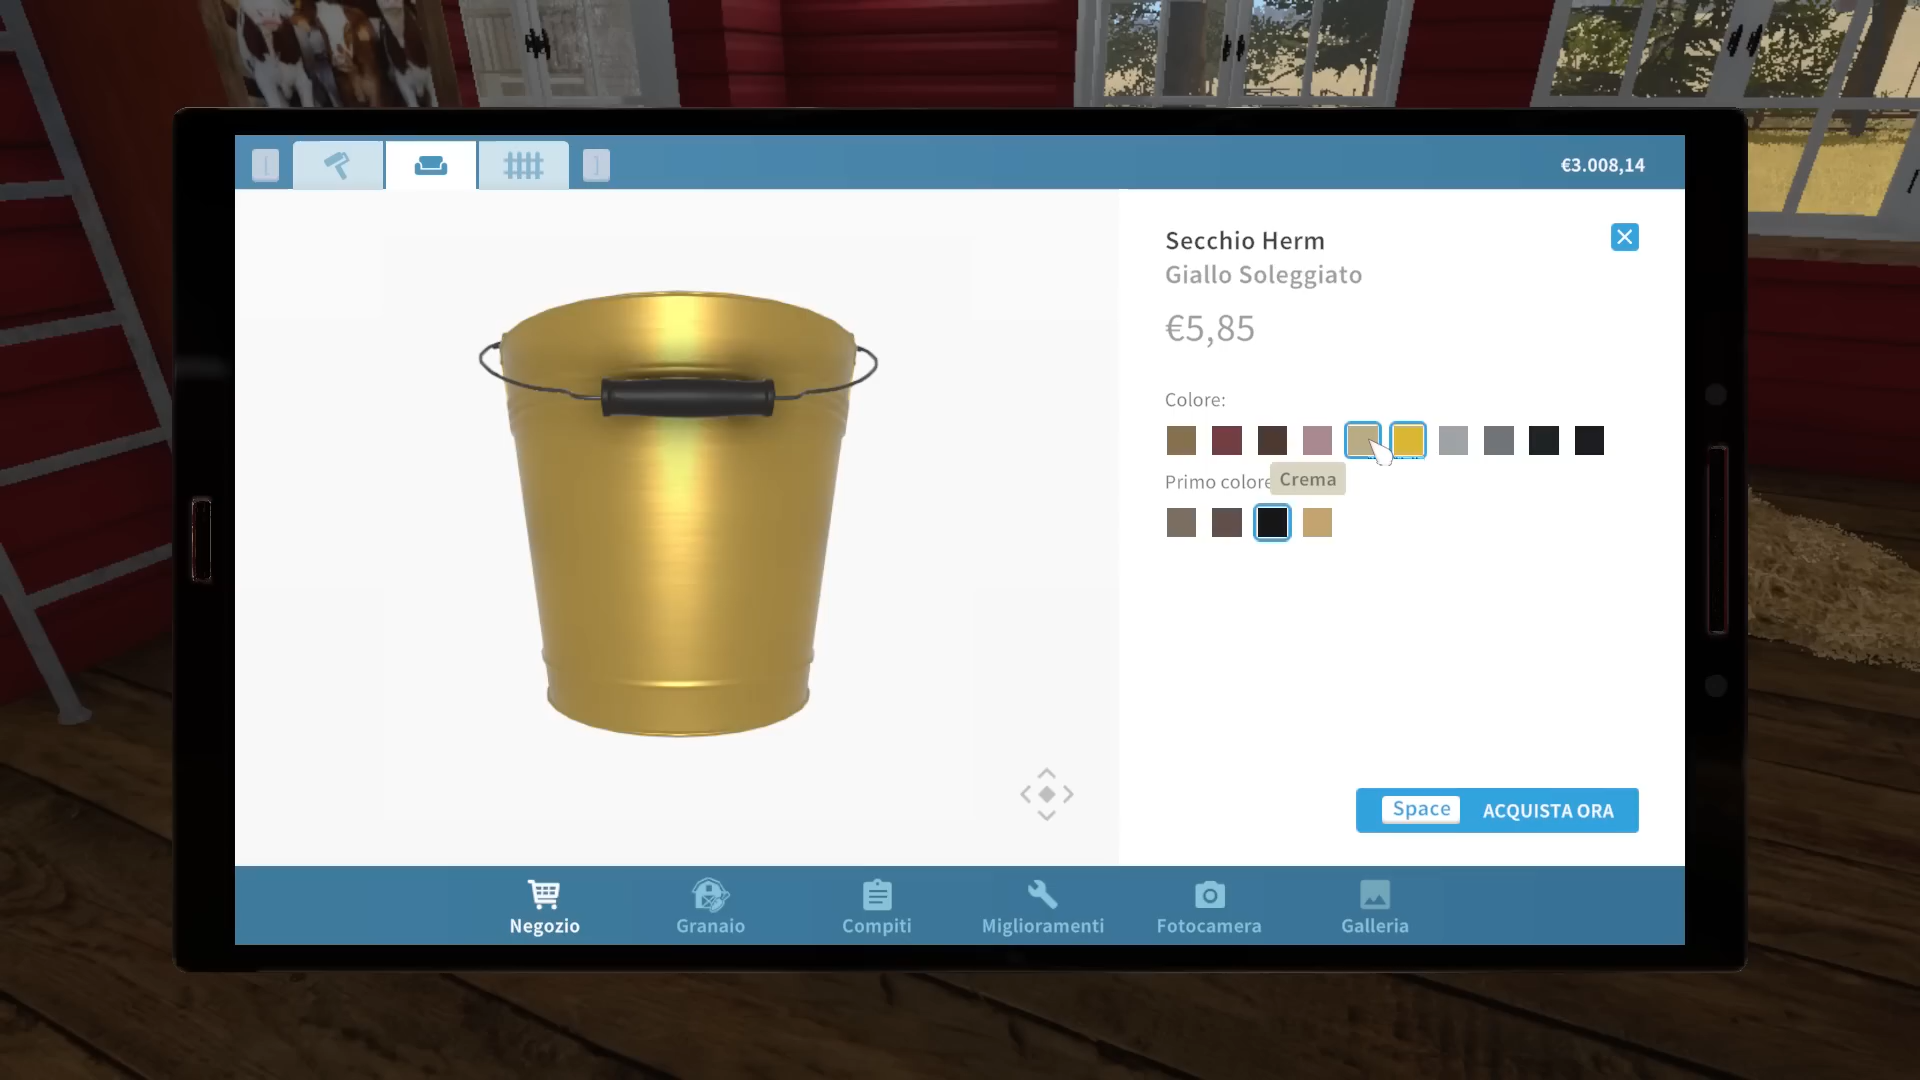 €3.008,14
Secchio Herm
Giallo Soleggiato
€5,85
Colore:
Crema
Primo colore
Space ACQUISTA ORA
Negozio
Granaio
Compiti
Miglioramenti
Fotocamera
Galleria